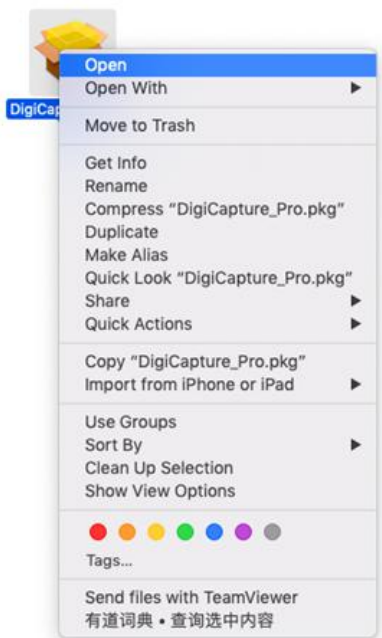 Open
DigiCap
Open With
Move to Trash
Get Info
Rename
Compress “DigiCapture_Pro.pkg”
Duplicate
Make Alias
Quick Look “DigiCapture_Pro.pkg”
Share
Quick Actions
Copy “DigiCapture_Pro.pkg”
Import from iPhone or iPad
Use Groups
Sort By
Clean Up Selection
Show View Options
Tags...
Send files with TeamViewer
有道词典 • 查询选中内容